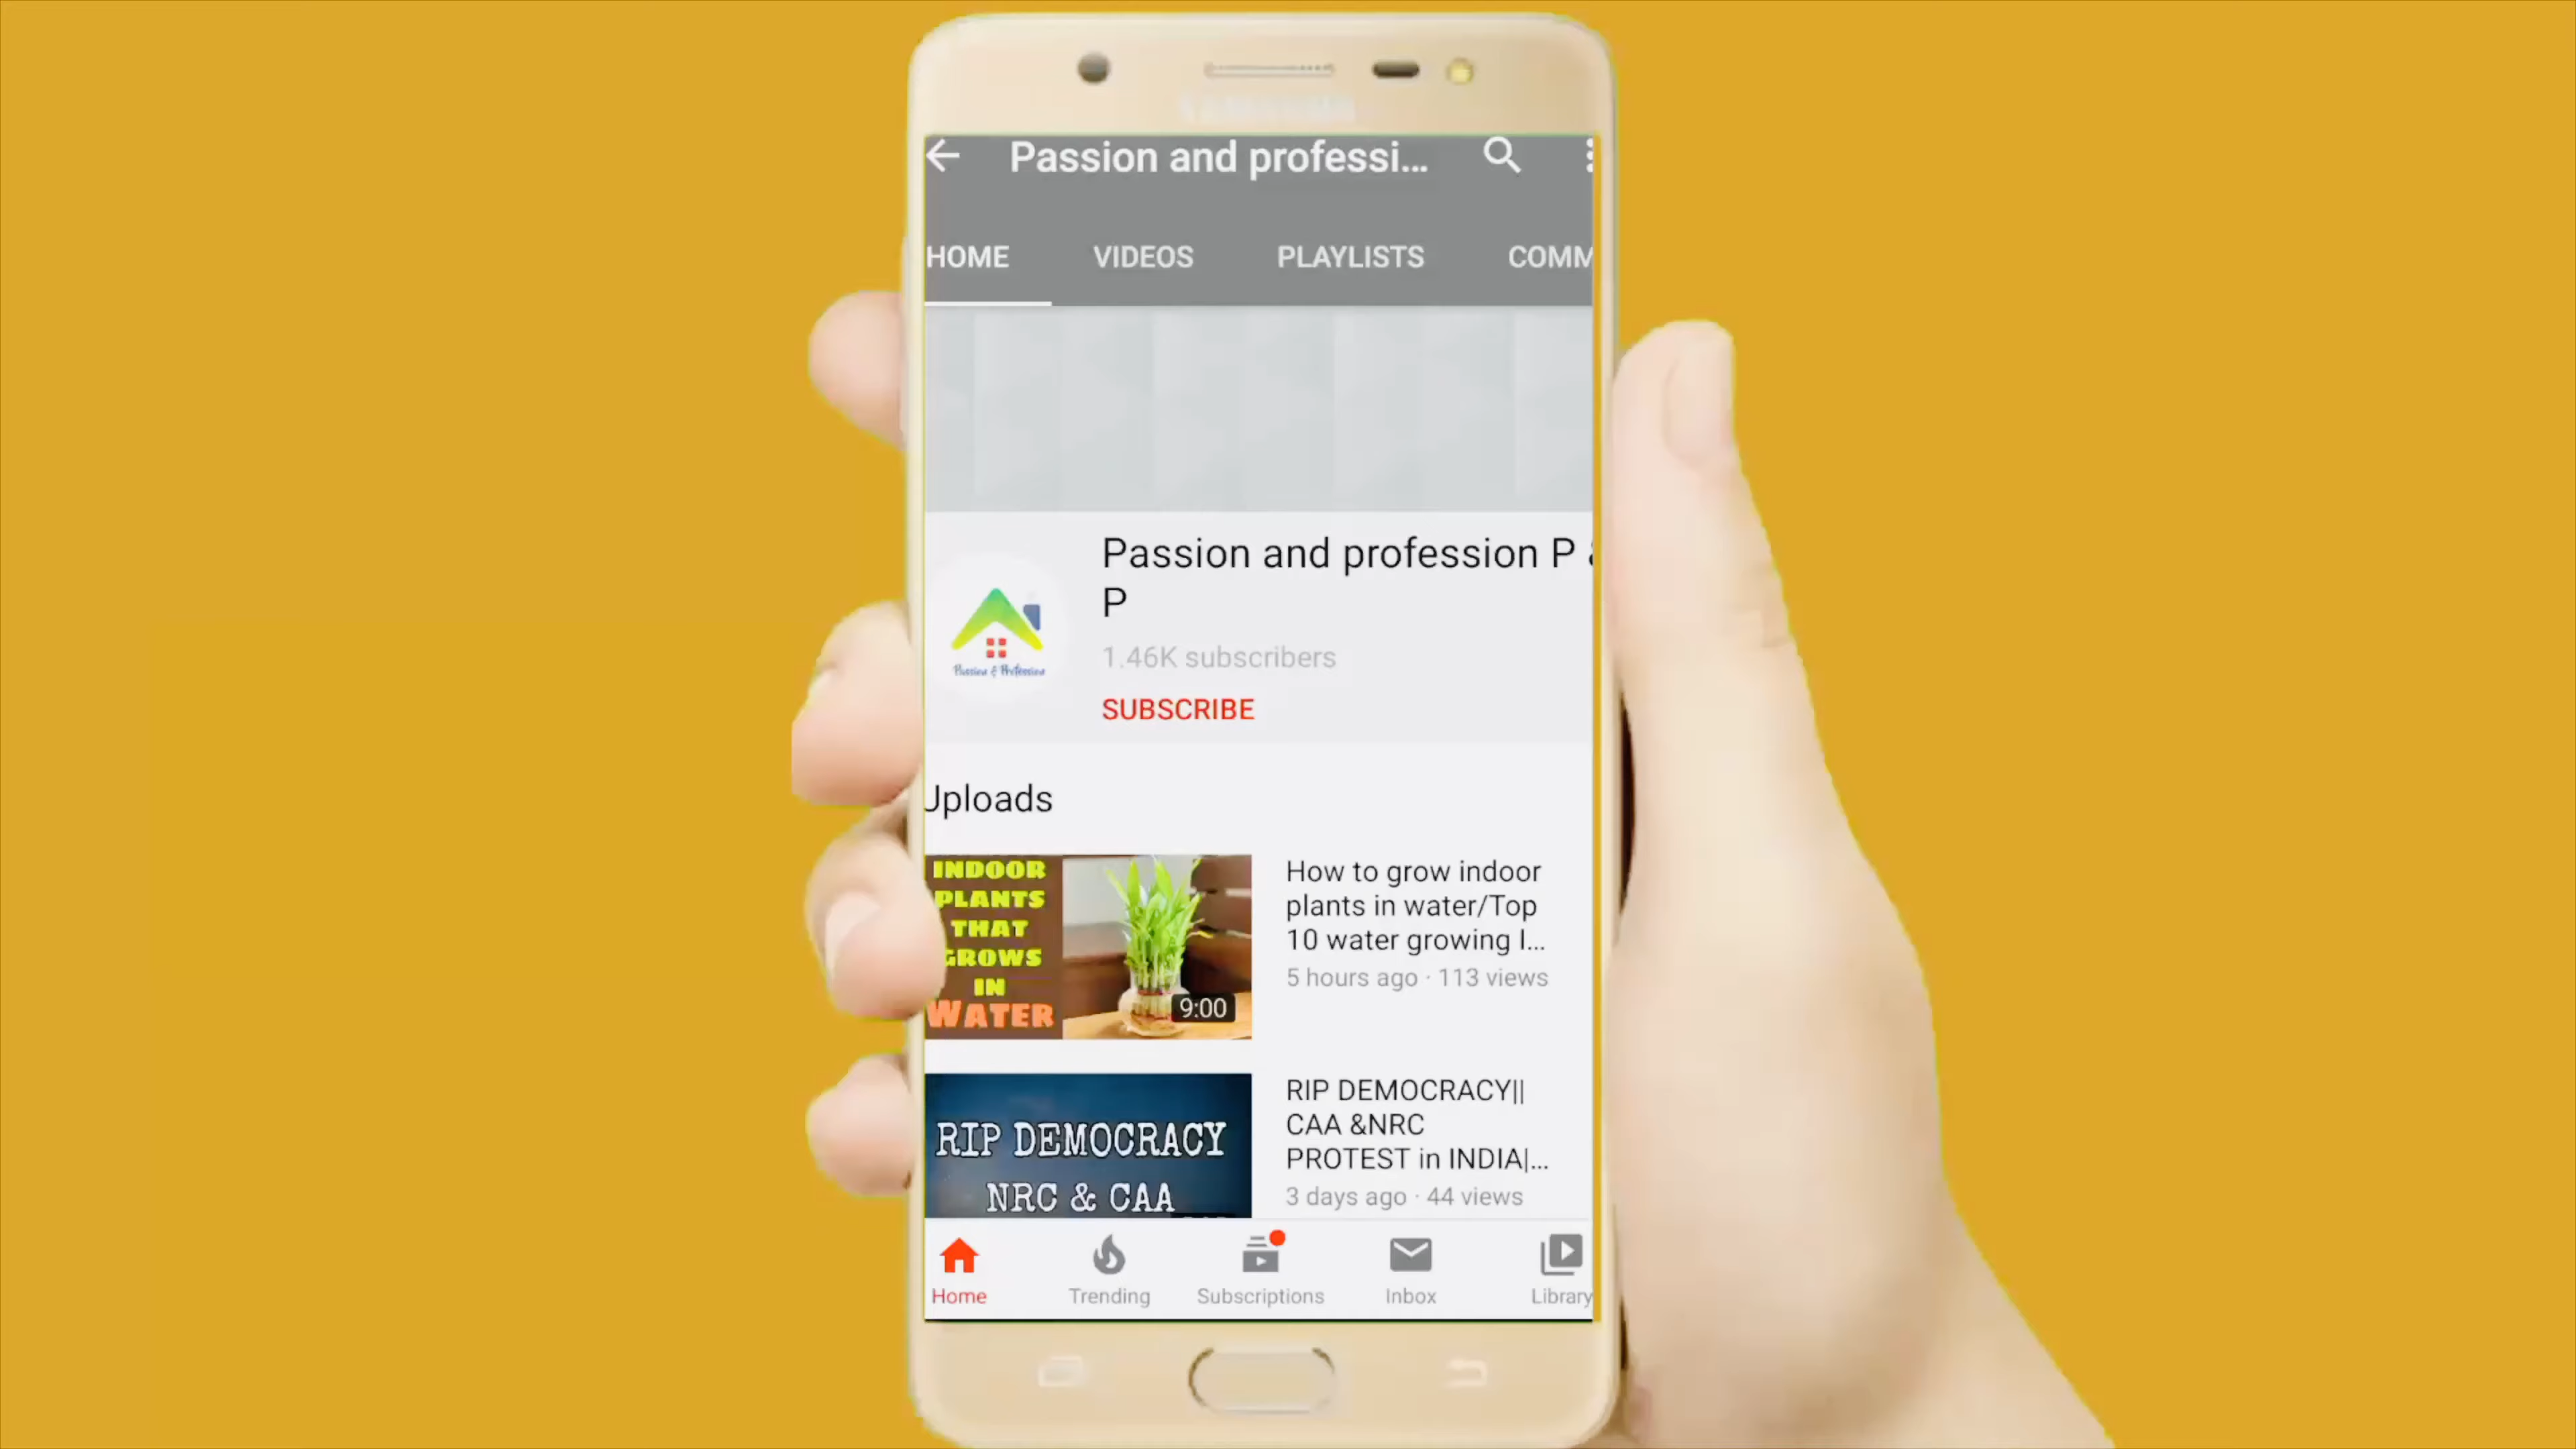 Passion and professi...
HOME VIDEOS PLAYLISTS COMM
Passion and profession P &
P
1.46K subscribers
Passion & Profession
SUBSCRIBE
Uploads
INDOOR
PLANTS
THAT
GROWS
IN
WATER
9:00
How to grow indoor
plants in water/Top
10 water growing I...
5 hours ago · 113 views
RIP DEMOCRACY
NRC & CAA
RIP DEMOCRACY||
CAA &NRC
PROTEST in INDIA|...
3 days ago · 44 views
Home Trending Subscriptions Inbox Library